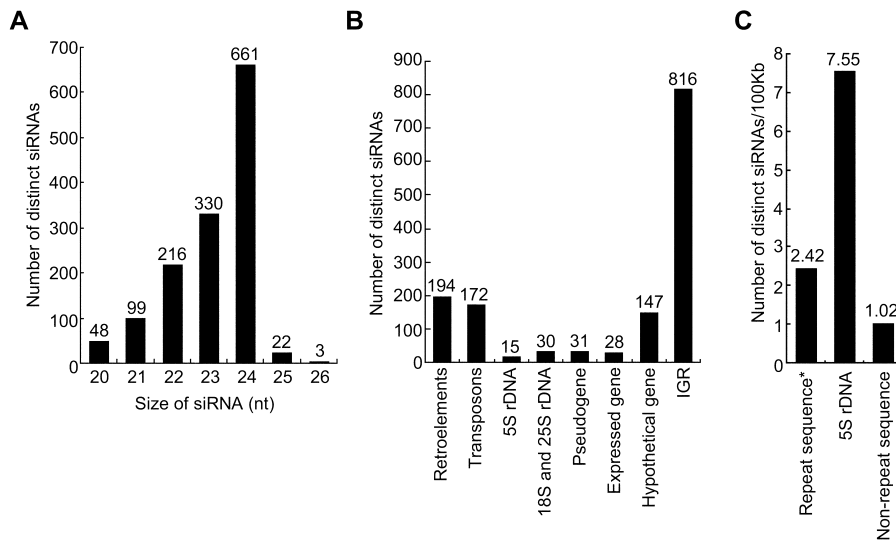 A
Number of distinct siRNAs
700
600
500
400
300
200
100
0
48
99
216
330
661
22
3
20 21 22 23 24 25 26
Size of siRNA (nt)
B
Number of distinct siRNAs
900
800
700
600
500
400
300
200
100
0
194
172
15
30
31
28
147
816
Retroelements
Transposons
5S rDNA
18S and 25S rDNA
Pseudogene
Expressed gene
Hypothetical gene
IGR
C
Number of distinct siRNAs/100Kb
8
7
6
5
4
3
2
1
0
2.42
7.55
1.02
Repeat sequence*
5S rDNA
Non-repeat sequence